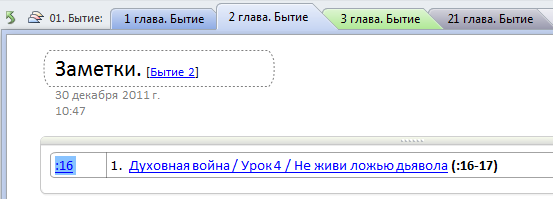 01. Бытие: 1 глава. Бытие 2 глава. Бытие 3 глава. Бытие 21 глава. Бытие
Заметки. [Бытие 2]
30 декабря 2011 г.
10:47
:16 1. Духовная война / Урок 4 / Не живи ложью дьявола (:16-17)